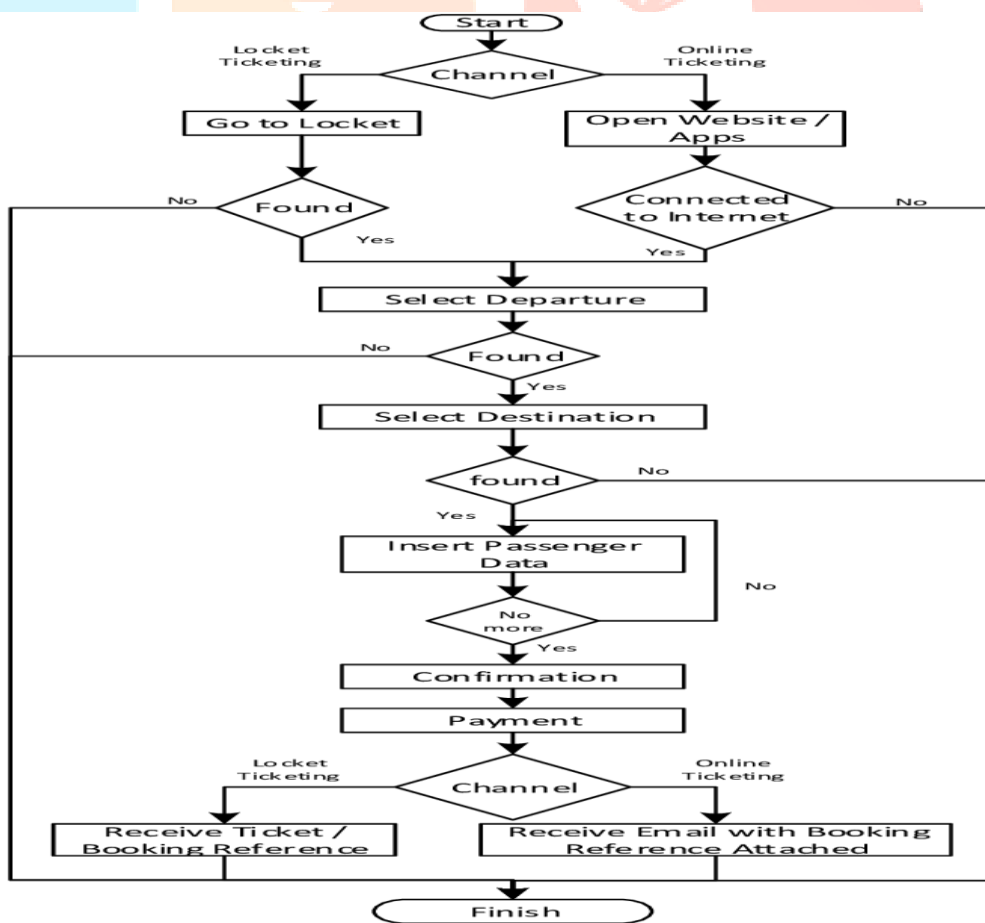 Start
Locket
Ticketing
Online
Ticketing
Channel
Go to Locket
Open Website /
Apps
No
Found
Yes
Connected
to Internet
No
Yes
Select Departure
No
Found
Yes
Select Destination
found
No
Yes
Insert Passenger
Data
No
No
more
Yes
Confirmation
Payment
Locket
Ticketing
Online
Ticketing
Channel
Receive Ticket /
Booking Reference
Receive Email with Booking
Reference Attached
Finish